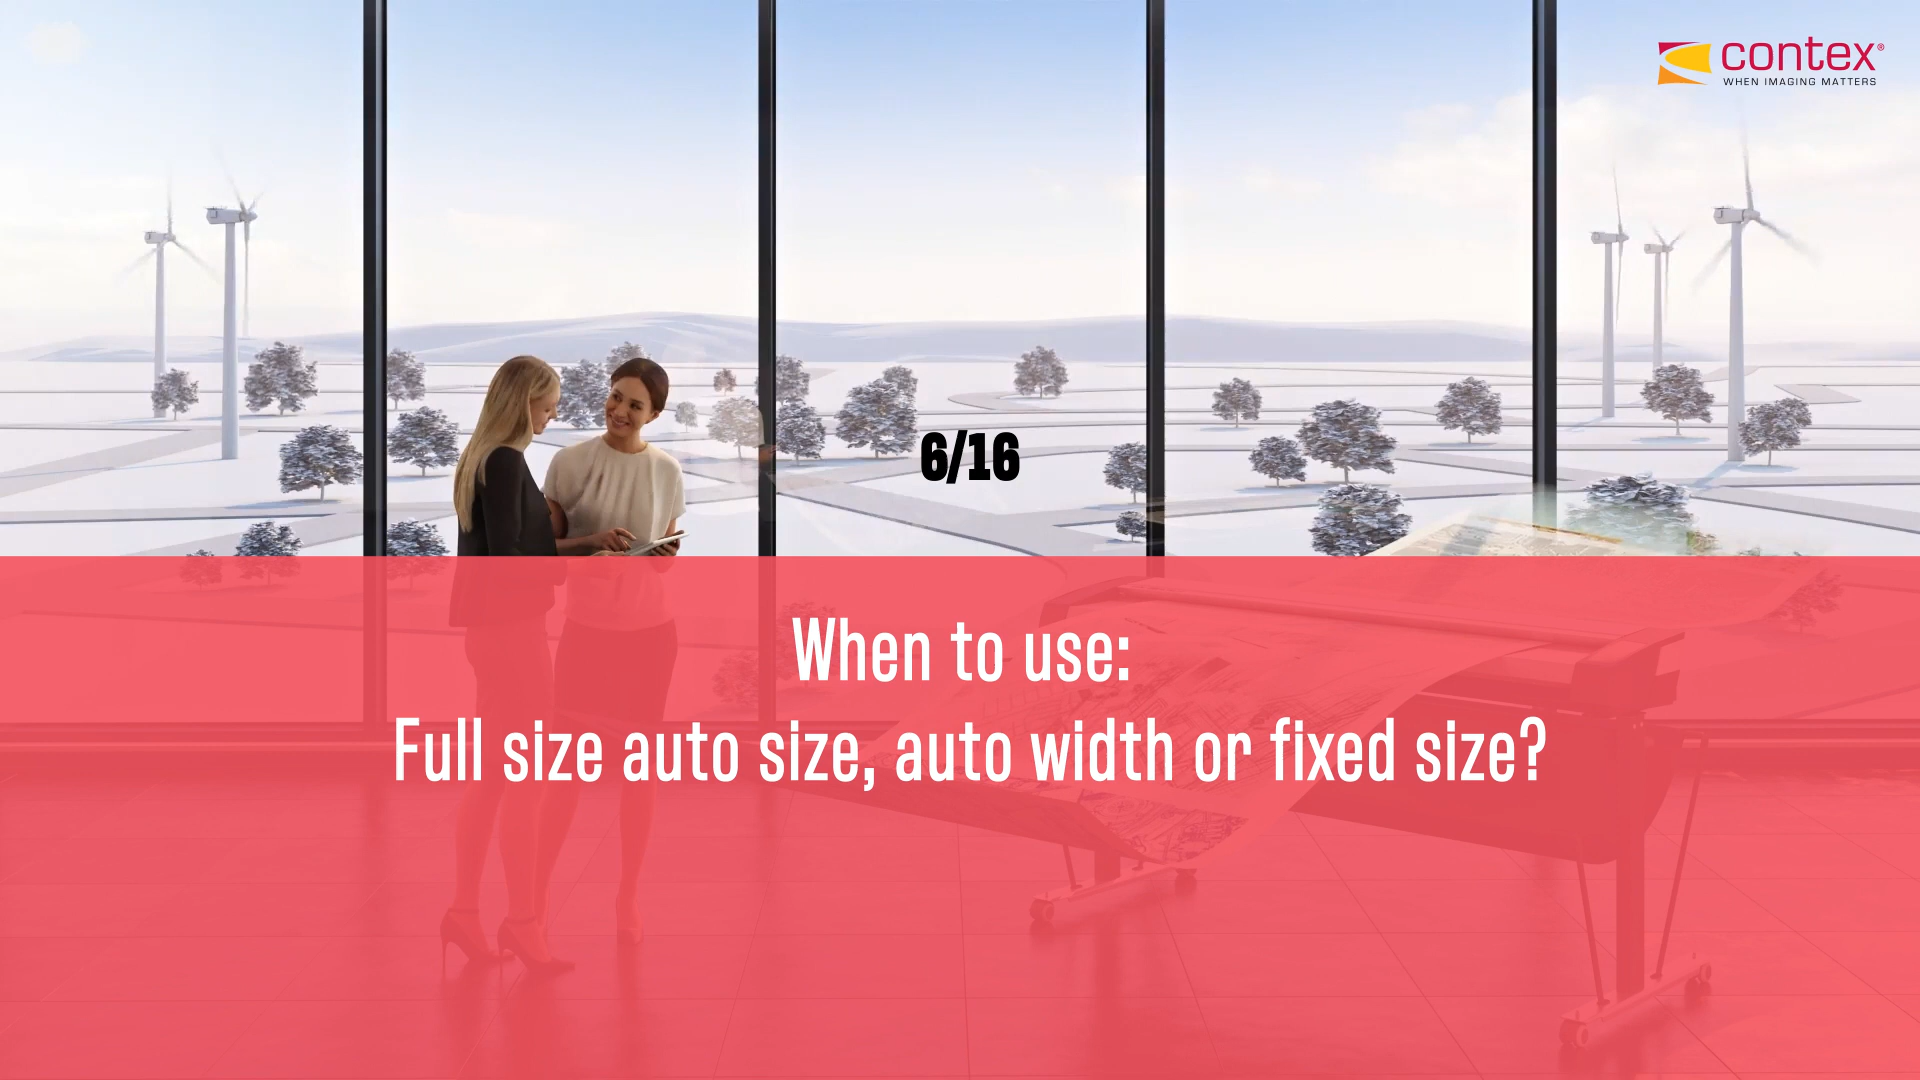 contex®
WHEN IMAGING MATTERS
6/16
When to use:
Full size auto size, auto width or fixed size?